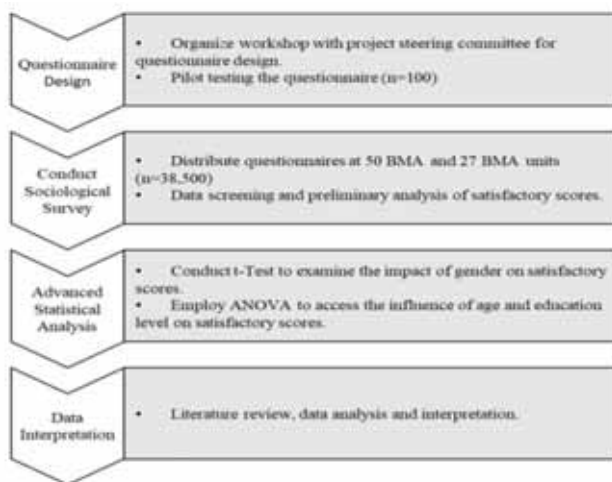 Questionnaire
Design
• Organize workshop with project steering committee for
questionnaire design.
• Pilot testing the questionnaire (n=100)
Conduct
Sociological
Survey
• Distribute questionnaires at 50 BMA and 27 BMA units
(n=38,500)
• Data screening and preliminary analysis of satisfactory scores.
Advanced
Statistical
Analysis
• Conduct t-Test to examine the impact of gender on satisfactory
scores.
• Employ ANOVA to access the influence of age and education
level on satisfactory scores.
Data
Interpretation
• Literature review, data analysis and interpretation.